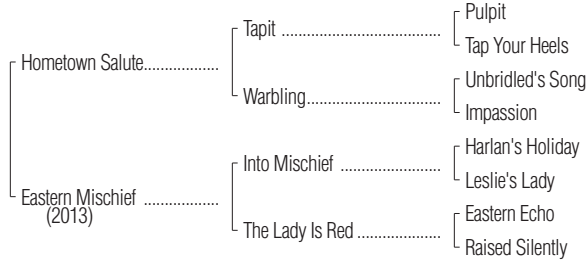 Pulpit
Tapit ........................................
Tap Your Heels
Hometown Salute...................
Unbridled's Song
Warbling..................................
Impassion
Harlan's Holiday
Into Mischief .........................
Leslie's Lady
Eastern Mischief ...................
(2013)
Eastern Echo
The Lady Is Red .....................
Raised Silently